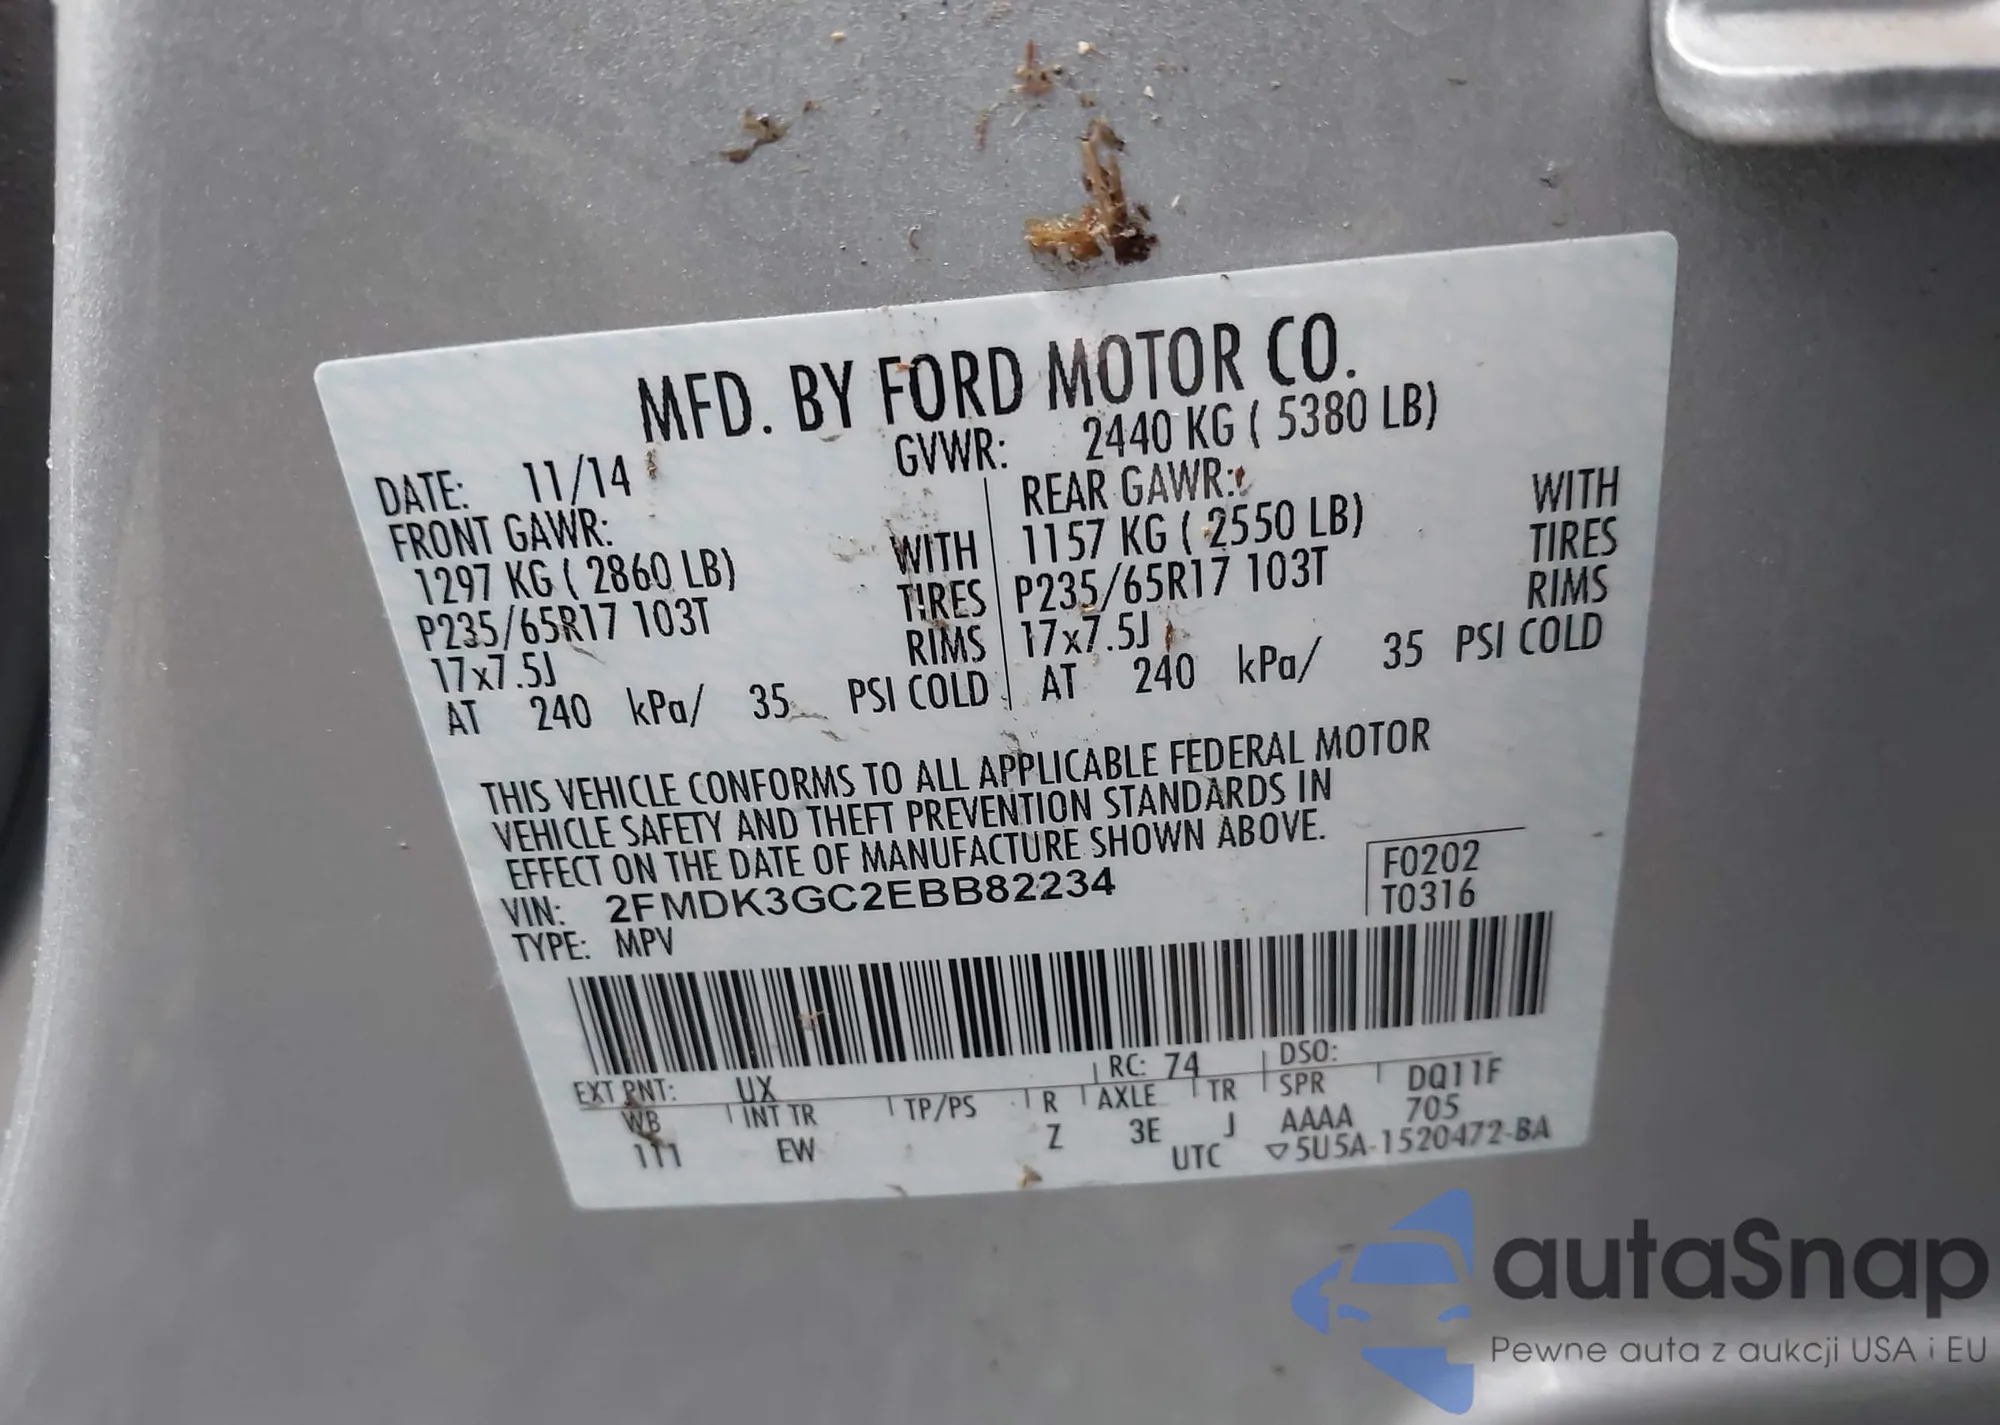 MFD. BY FORD MOTOR CO.
DATE: 11/14 GVWR: 2440 KG ( 5380 LB)
FRONT GAWR: REAR GAWR:
1297 KG ( 2860 LB) WITH 1157 KG ( 2550 LB) WITH
P235/65R17 103T TIRES P235/65R17 103T TIRES
17x7.5J RIMS 17x7.5J RIMS
AT 240 kPa/ 35 PSI COLD AT 240 kPa/ 35 PSI COLD
THIS VEHICLE CONFORMS TO ALL APPLICABLE FEDERAL MOTOR
VEHICLE SAFETY AND THEFT PREVENTION STANDARDS IN
EFFECT ON THE DATE OF MANUFACTURE SHOWN ABOVE.
F0202
VIN: 2FMDK3GC2EBB82234
T0316
TYPE: MPV
EXT PNT: UX RC: 74 DSO:
WB INT TR TP/PS R AXLE TR SPR DQ11F
111 EW Z 3E J AAAA 705
UTC ▽5U5A-1520472-BA
autaSnap
Pewne auta z aukcji USA i EU